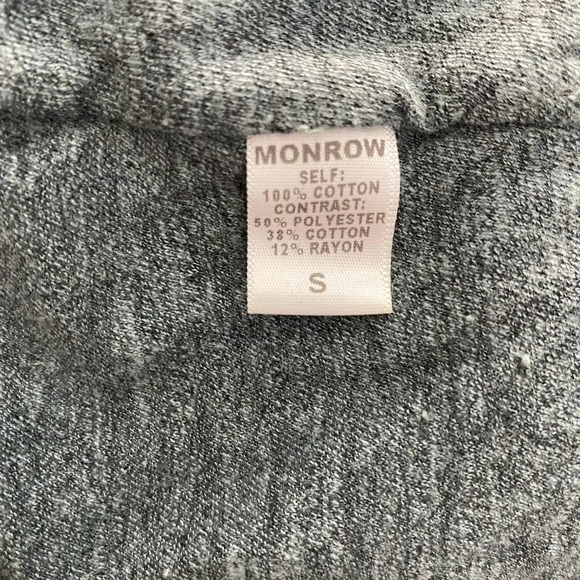 MONROW
SELF:
100% COTTON
CONTRAST:
50% POLYESTER
38% COTTON
12% RAYON
S